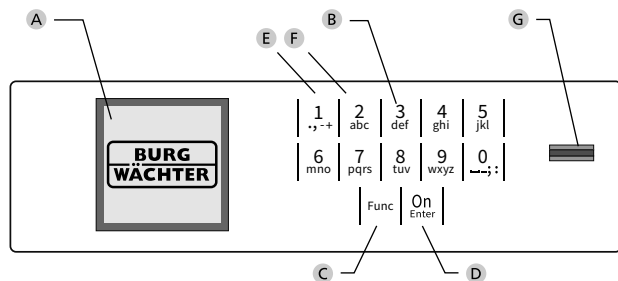 A
E F B G
1 2 3 4 5
.,-+ abc def ghi jkl
BURG
WÄCHTER
6 7 8 9 0
mno pqrs tuv wxyz ⎵–;:
Func On
Enter
C D